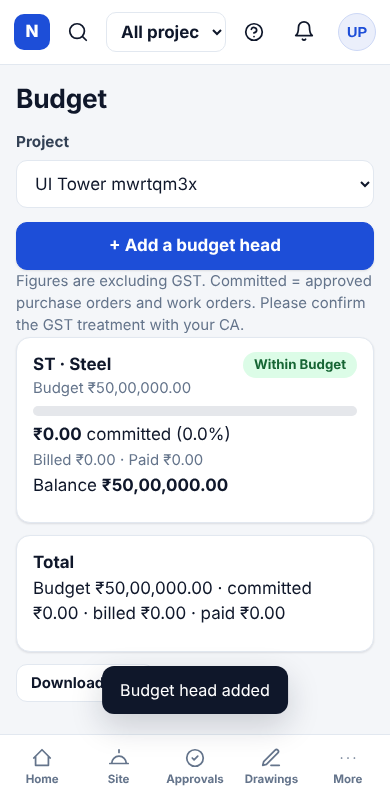 N
All projec
UP
Budget
Project
UI Tower mwrtqm3x
+ Add a budget head
Figures are excluding GST. Committed = approved
purchase orders and work orders. Please confirm
the GST treatment with your CA.
ST · Steel
Within Budget
Budget ₹50,00,000.00
₹0.00 committed (0.0%)
Billed ₹0.00 · Paid ₹0.00
Balance ₹50,00,000.00
Total
Budget ₹50,00,000.00 · committed
₹0.00 · billed ₹0.00 · paid ₹0.00
Download
Budget head added
Home
Site
Approvals
Drawings
More